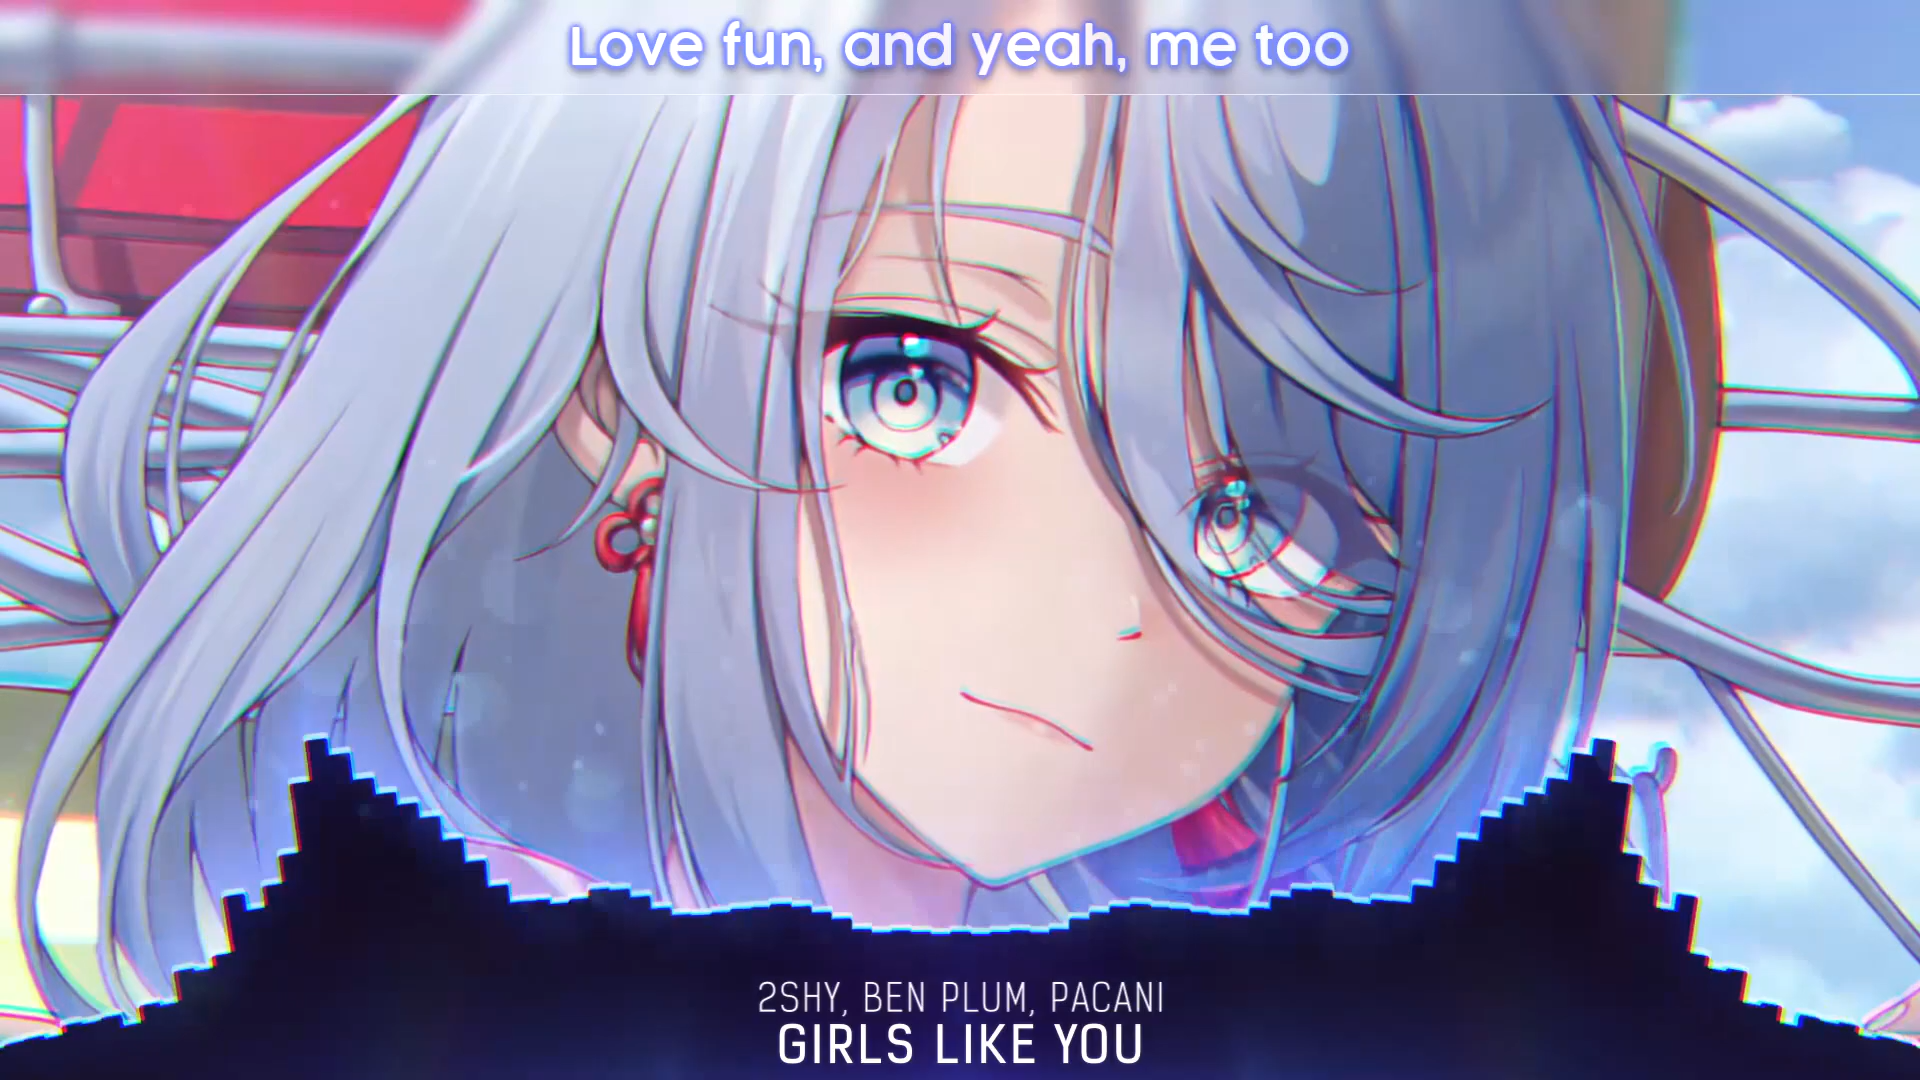 Love fun, and yeah, me too
2SHY, BEN PLUM, PACANI
GIRLS LIKE YOU